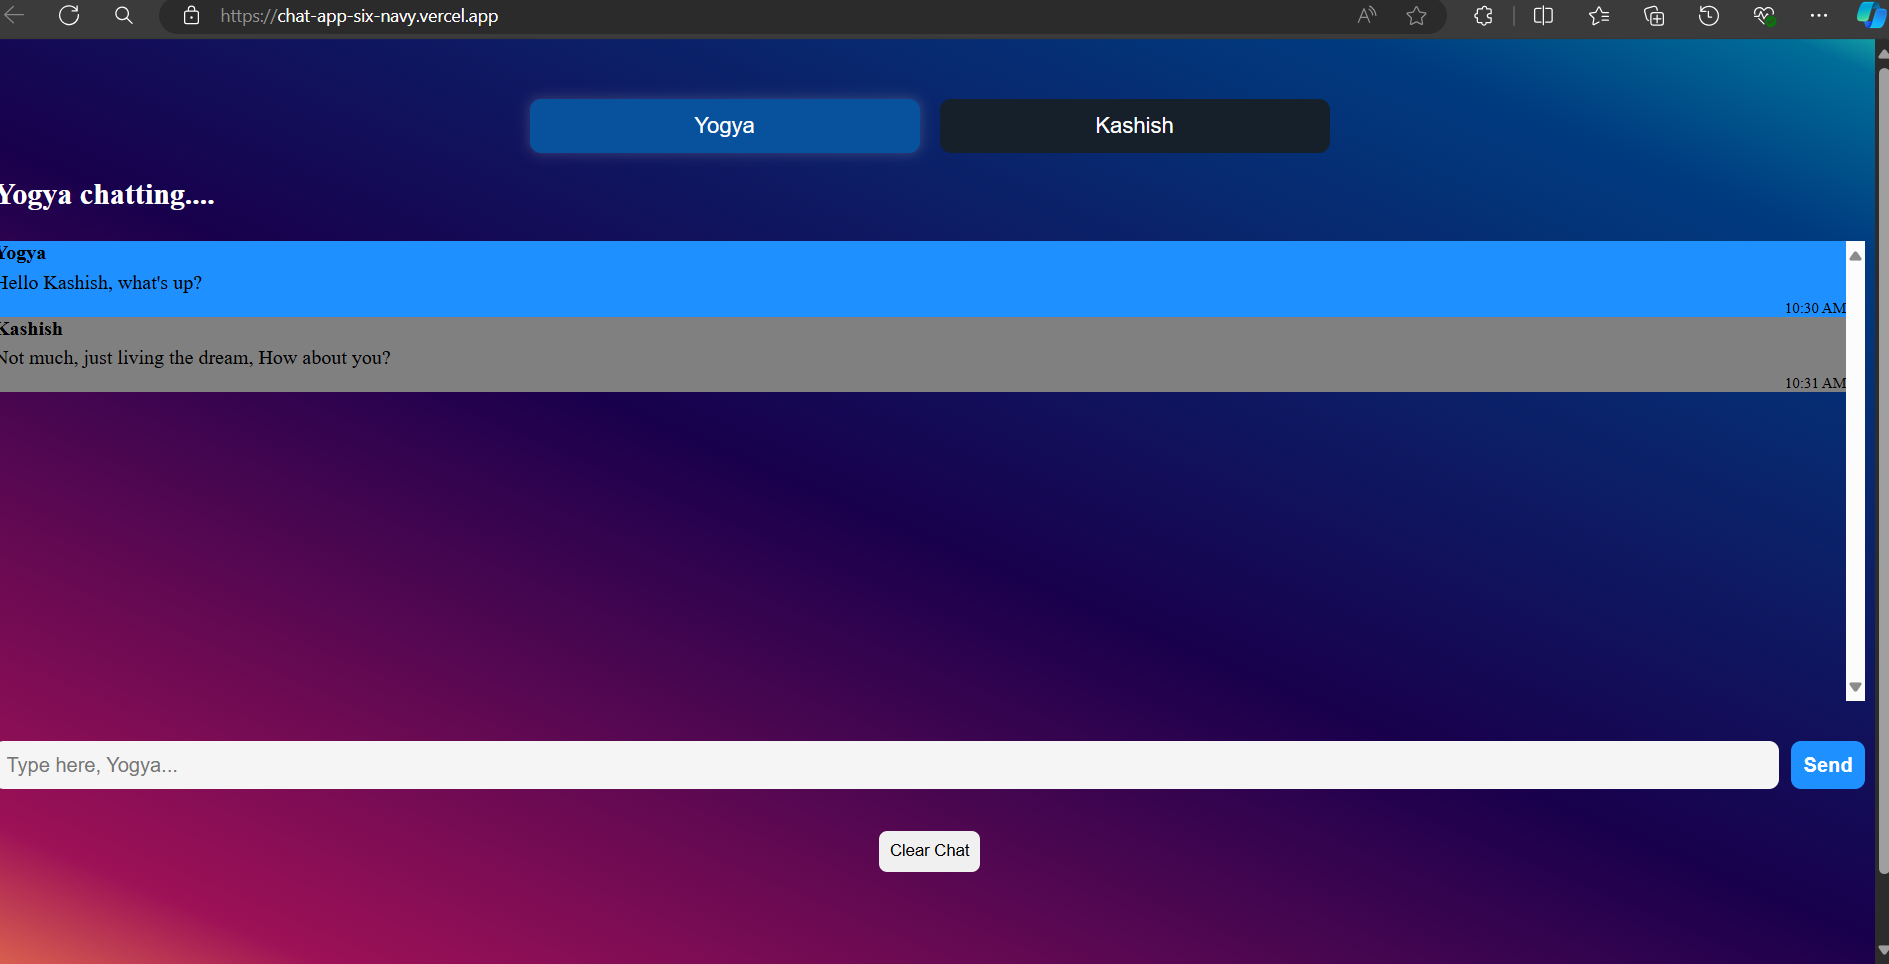 https://chat-app-six-navy.vercel.app
Yogya
Kashish
Yogya chatting....
Yogya
Hello Kashish, what's up?
10:30 AM
Kashish
Not much, just living the dream, How about you?
10:31 AM
Type here, Yogya...
Send
Clear Chat